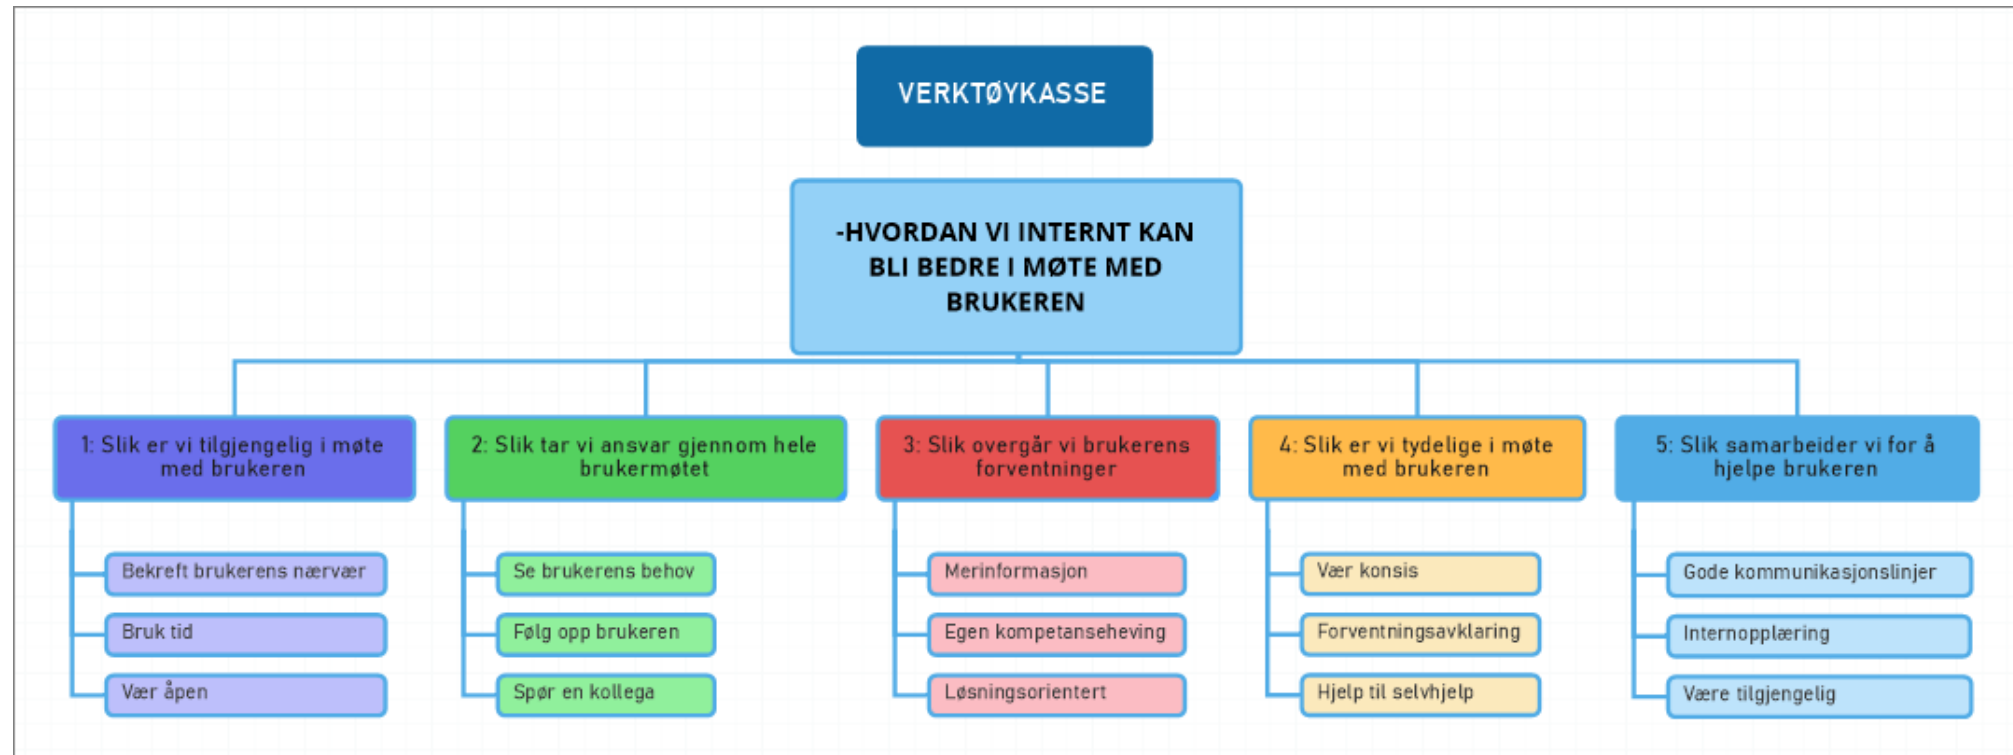 VERKTØYKASSE
-HVORDAN VI INTERNT KAN
BLI BEDRE I MØTE MED
BRUKEREN
1: Slik er vi tilgjengelig i møte
med brukeren
Bekreft brukerens nærvær
Bruk tid
Vær åpen
2: Slik tar vi ansvar gjennom hele
brukermøtet
Se brukerens behov
Følg opp brukeren
Spør en kollega
3: Slik overgår vi brukerens
forventninger
Merinformasjon
Egen kompetanseheving
Løsningsorientert
4: Slik er vi tydelige i møte
med brukeren
Vær konsis
Forventningsavklaring
Hjelp til selvhjelp
5: Slik samarbeider vi for å
hjelpe brukeren
Gode kommunikasjonslinjer
Internopplæring
Være tilgjengelig